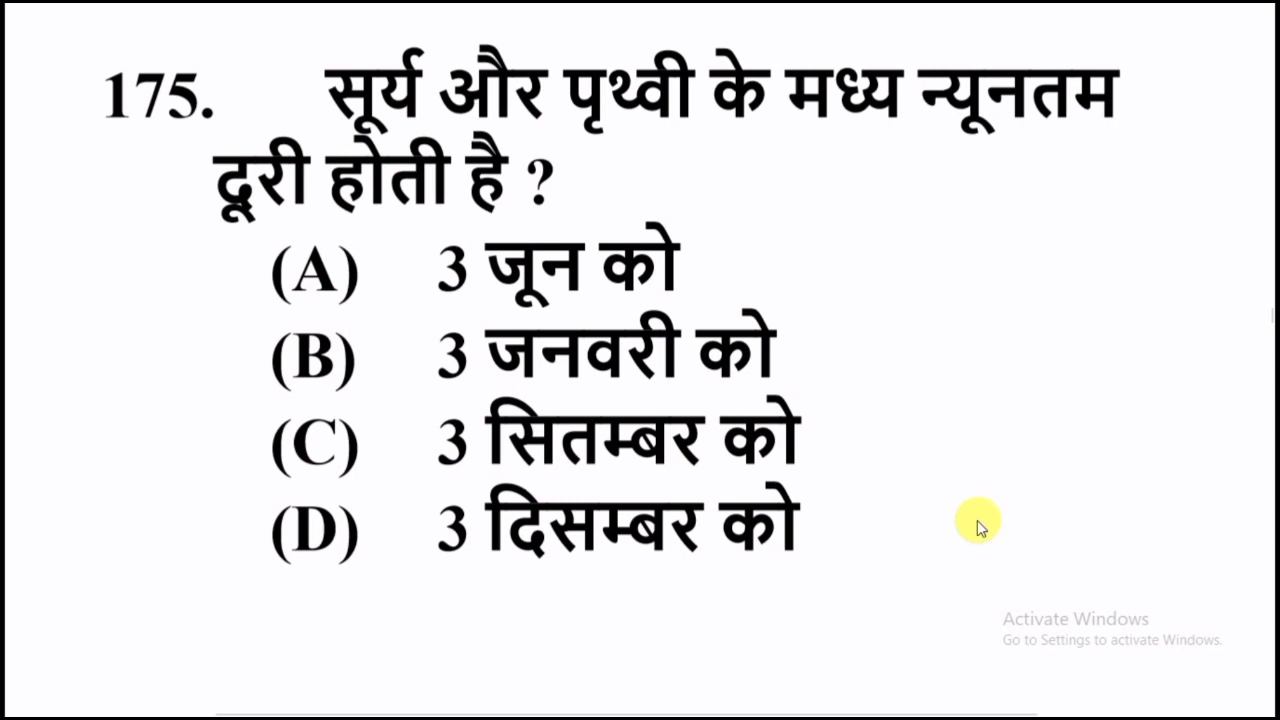 175. सूर्य और पृथ्वी के मध्य न्यूनतम
दूरी होती है ?
(A) 3 जून को
(B) 3 जनवरी को
(C) 3 सितम्बर को
(D) 3 दिसम्बर को
Activate Windows
Go to Settings to activate Windows.